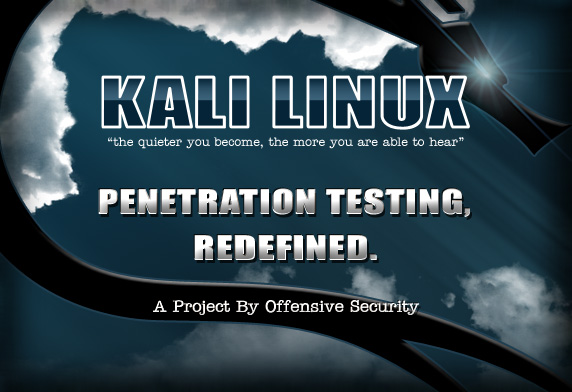 KALI LINUX
“the quieter you become, the more you are able to hear”
PENETRATION TESTING,
REDEFINED.
A Project By Offensive Security